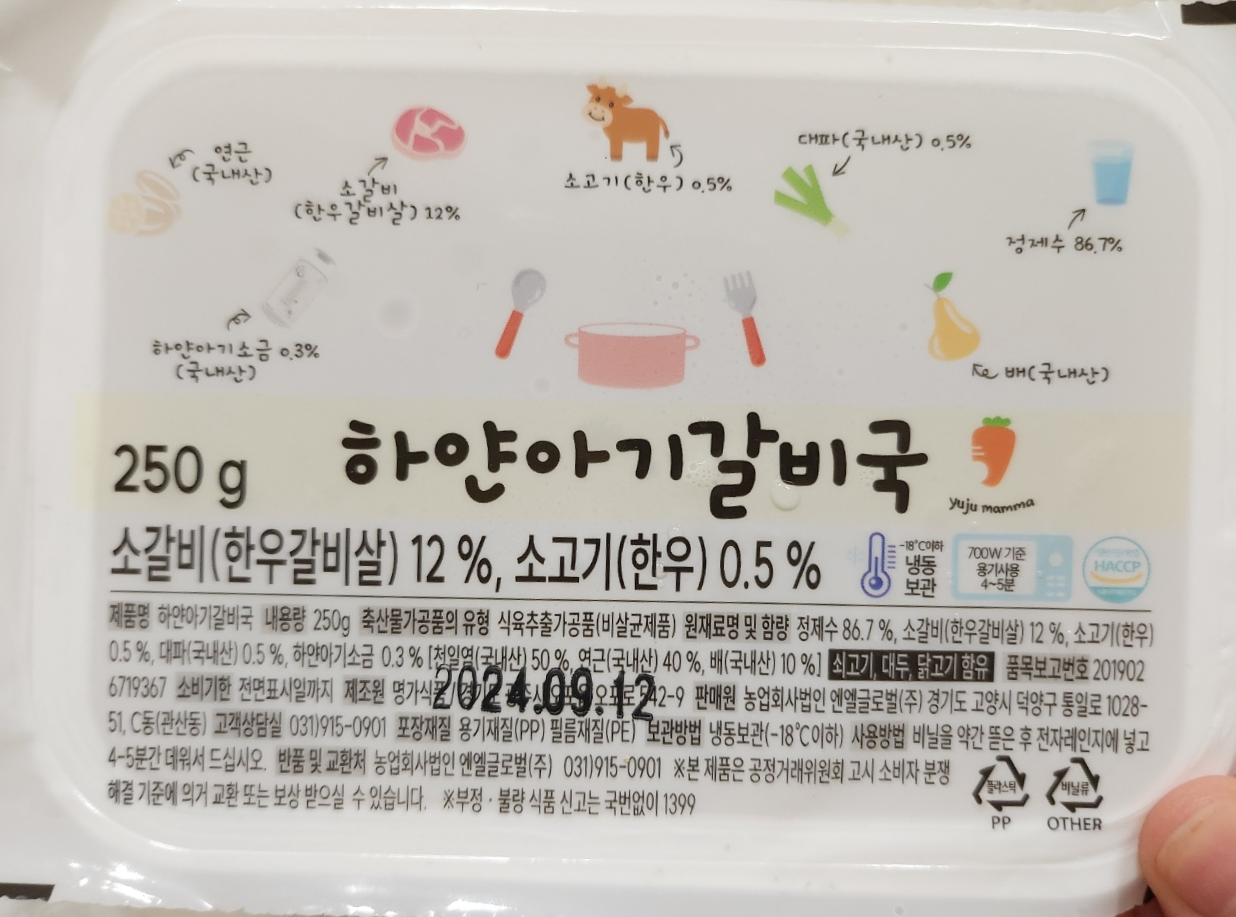 연근
(국내산)
소갈비
(한우갈비살) 12%
소고기(한우) 0.5%
대파(국내산) 0.5%
정제수 86.7%
하얀아기소금 0.3%
(국내산)
배(국내산)
250 g 하얀아기갈비국
yuju mamma
소갈비(한우갈비살) 12 %, 소고기(한우) 0.5 %
-18℃이하
냉동
보관
700W 기준
용기사용
4~5분
HACCP
제품명 하얀아기갈비국 내용량 250g 축산물가공품의 유형 식육추출가공품(비살균제품) 원재료명 및 함량 정제수 86.7 %, 소갈비(한우갈비살) 12 %, 소고기(한우)
0.5 %, 대파(국내산) 0.5 %, 하얀아기소금 0.3 % [천일염(국내산) 50 %, 연근(국내산) 40 %, 배(국내산) 10 %] 쇠고기, 대두, 닭고기 함유 품목보고번호 201902
6719367 소비기한 전면표시일까지 제조원 명가식품/경기도 542-9 판매원 농업회사법인 엔엘글로벌(주) 경기도 고양시 덕양구 통일로 1028-
2024.09.12
51, C동(관산동) 고객상담실 031)915-0901 포장재질 용기재질(PP) 필름재질(PE) 보관방법 냉동보관(-18℃이하) 사용방법 비닐을 약간 뜯은 후 전자레인지에 넣고
4-5분간 데워서 드십시오. 반품 및 교환처 농업회사법인 엔엘글로벌(주) 031)915-0901 ※본 제품은 공정거래위원회 고시 소비자 분쟁
해결 기준에 의거 교환 또는 보상 받으실 수 있습니다. ※부정·불량 식품 신고는 국번없이 1399
플라스틱
PP
비닐류
OTHER